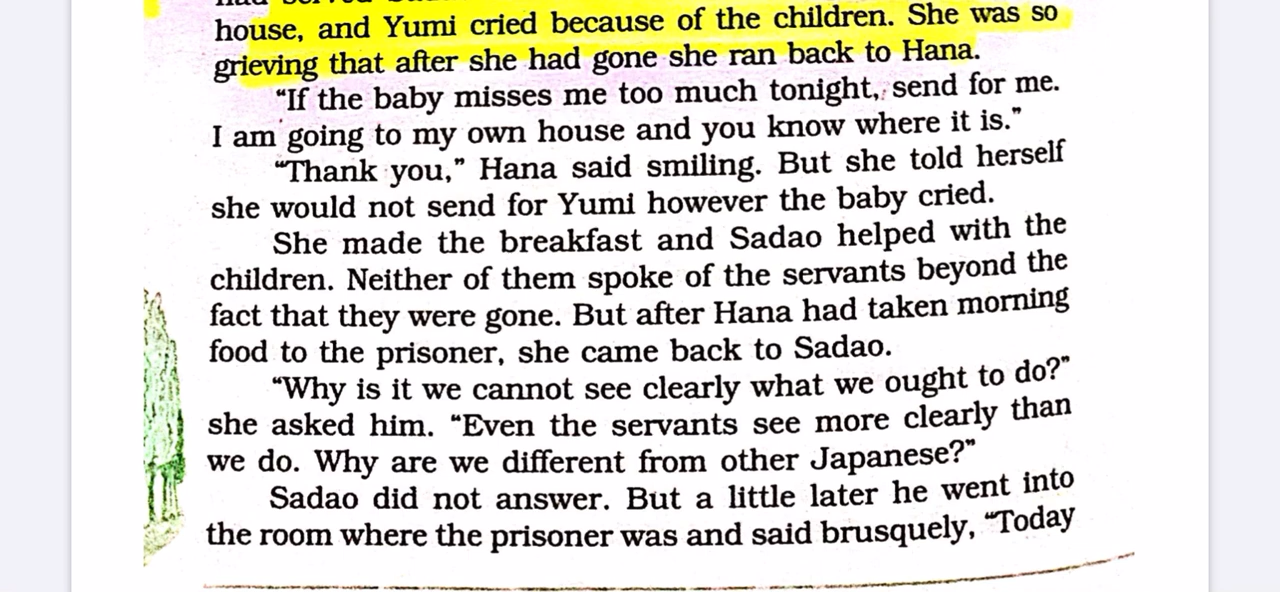 house, and Yumi cried because of the children. She was so
grieving that after she had gone she ran back to Hana.
“If the baby misses me too much tonight, send for me.
I am going to my own house and you know where it is.”
“Thank you,” Hana said smiling. But she told herself
she would not send for Yumi however the baby cried.
She made the breakfast and Sadao helped with the
children. Neither of them spoke of the servants beyond the
fact that they were gone. But after Hana had taken morning
food to the prisoner, she came back to Sadao.
“Why is it we cannot see clearly what we ought to do?”
she asked him. “Even the servants see more clearly than
we do. Why are we different from other Japanese?”
Sadao did not answer. But a little later he went into
the room where the prisoner was and said brusquely, “Today